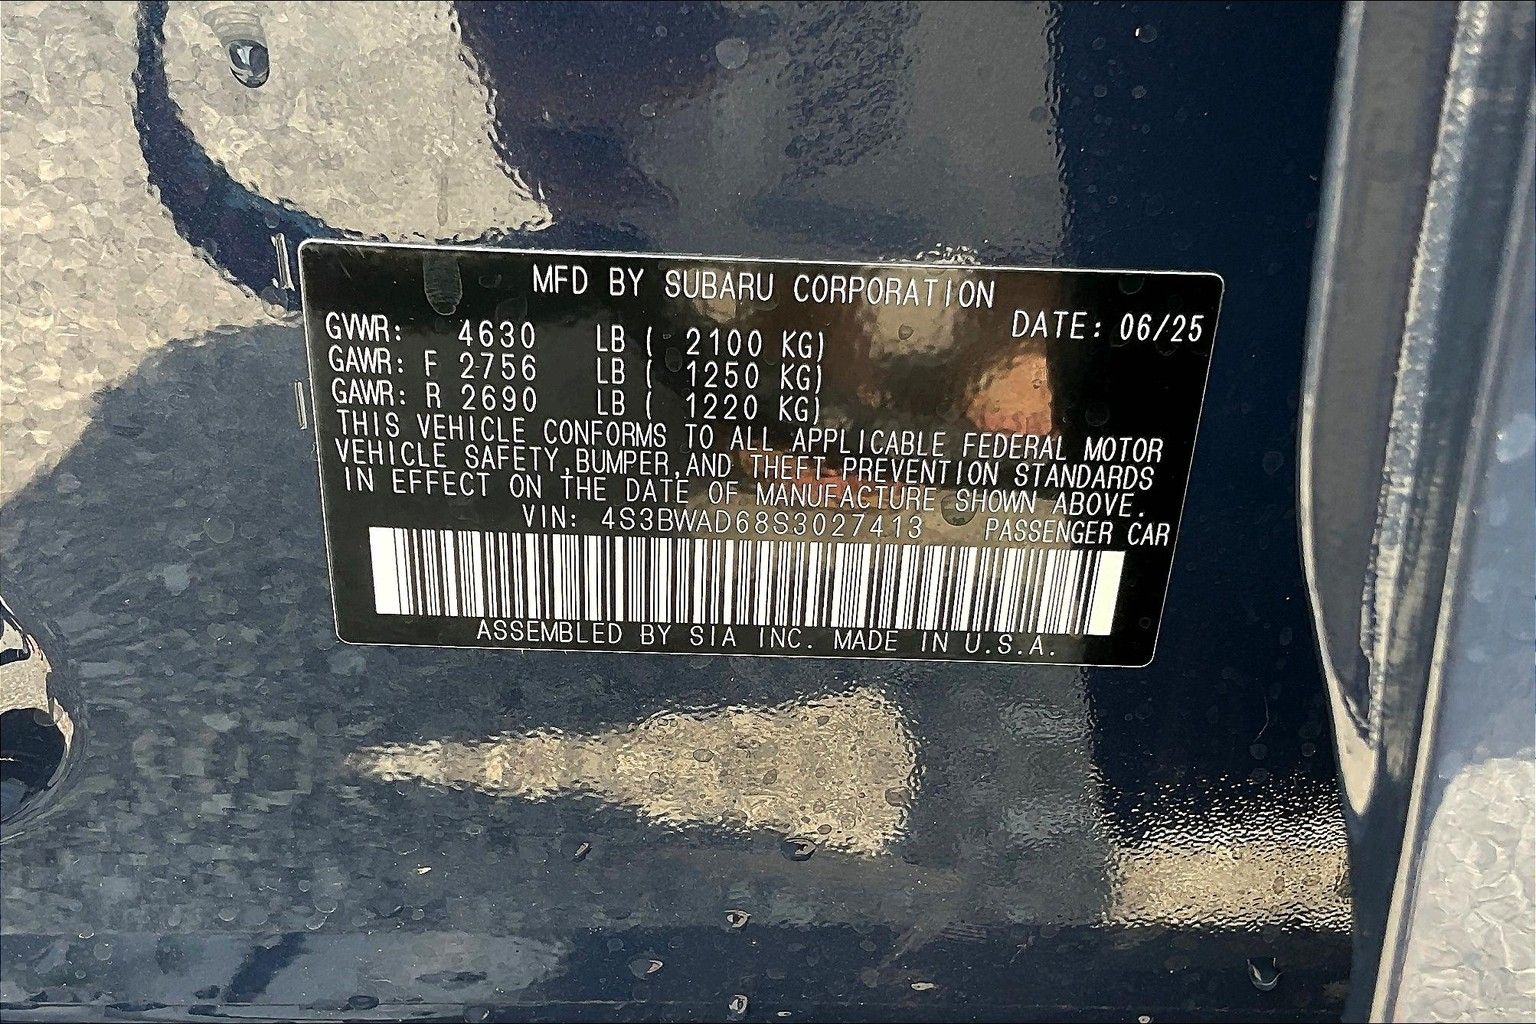 MFD BY SUBARU CORPORATION
DATE: 06/25
GVWR: 4630 LB ( 2100 KG)
GAWR: F 2756 LB ( 1250 KG)
GAWR: R 2690 LB ( 1220 KG)
THIS VEHICLE CONFORMS TO ALL APPLICABLE FEDERAL MOTOR
VEHICLE SAFETY,BUMPER,AND THEFT PREVENTION STANDARDS
IN EFFECT ON THE DATE OF MANUFACTURE SHOWN ABOVE.
VIN: 4S3BWAD68S3027413 PASSENGER CAR
ASSEMBLED BY SIA INC. MADE IN U.S.A.